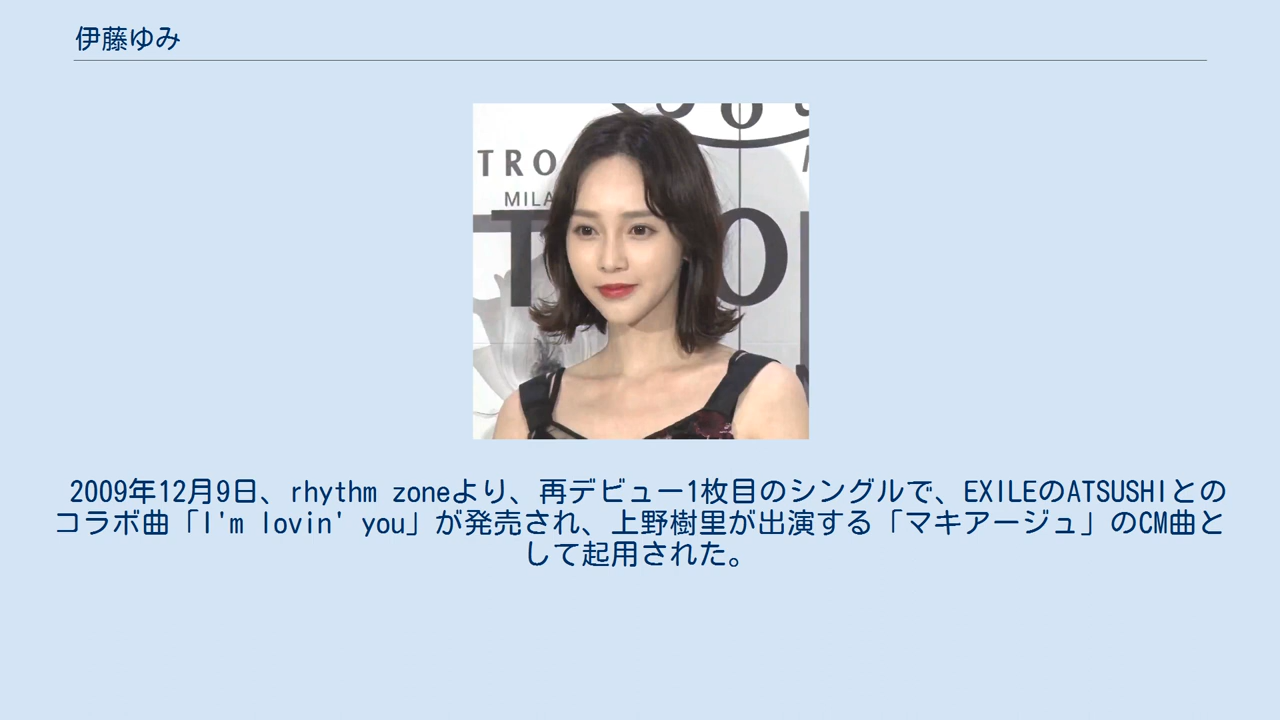 伊藤ゆみ
TRO
MILA
T O
2009年12月9日、rhythm zoneより、再デビュー1枚目のシングルで、EXILEのATSUSHIとの
コラボ曲「I'm lovin' you」が発売され、上野樹里が出演する「マキアージュ」のCM曲と
して起用された。